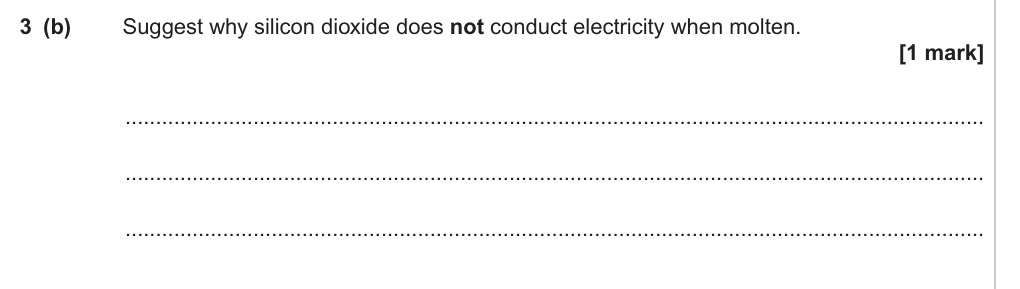 3 (b) Suggest why silicon dioxide does not conduct electricity when molten.
[1 mark]